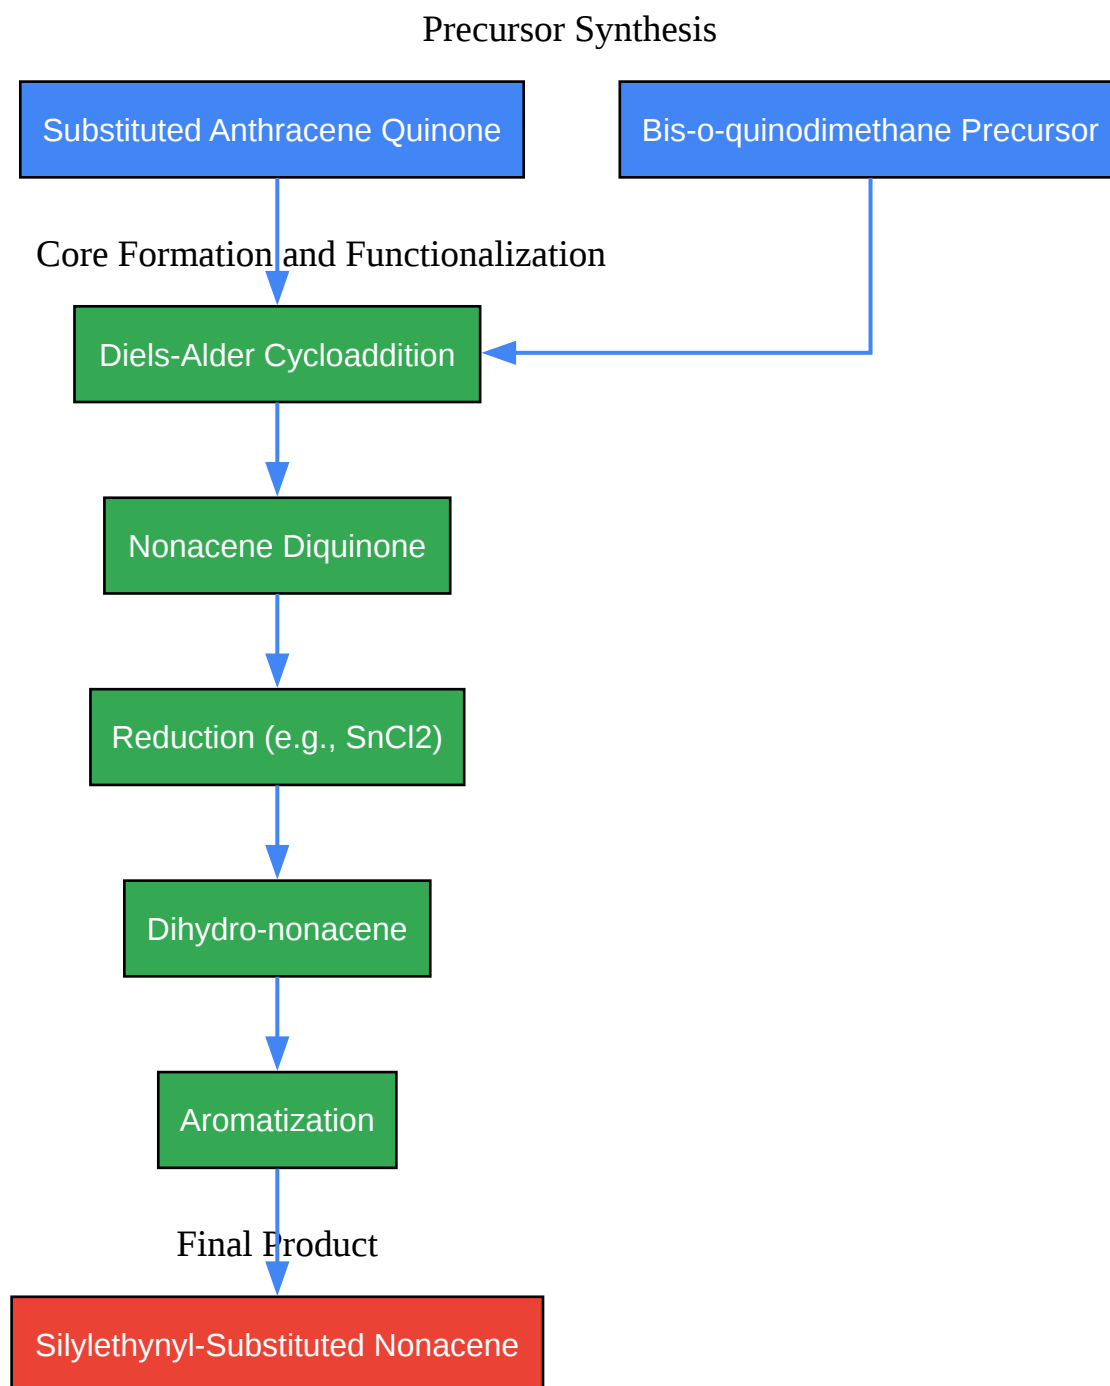 Precursor Synthesis
Substituted Anthracene Quinone
Bis-o-quinodimethane Precursor
Core Formation and Functionalization
Diels-Alder Cycloaddition
Nonacene Diquinone
Reduction (e.g., SnCl2)
Dihydro-nonacene
Aromatization
Final Product
Silylethynyl-Substituted Nonacene